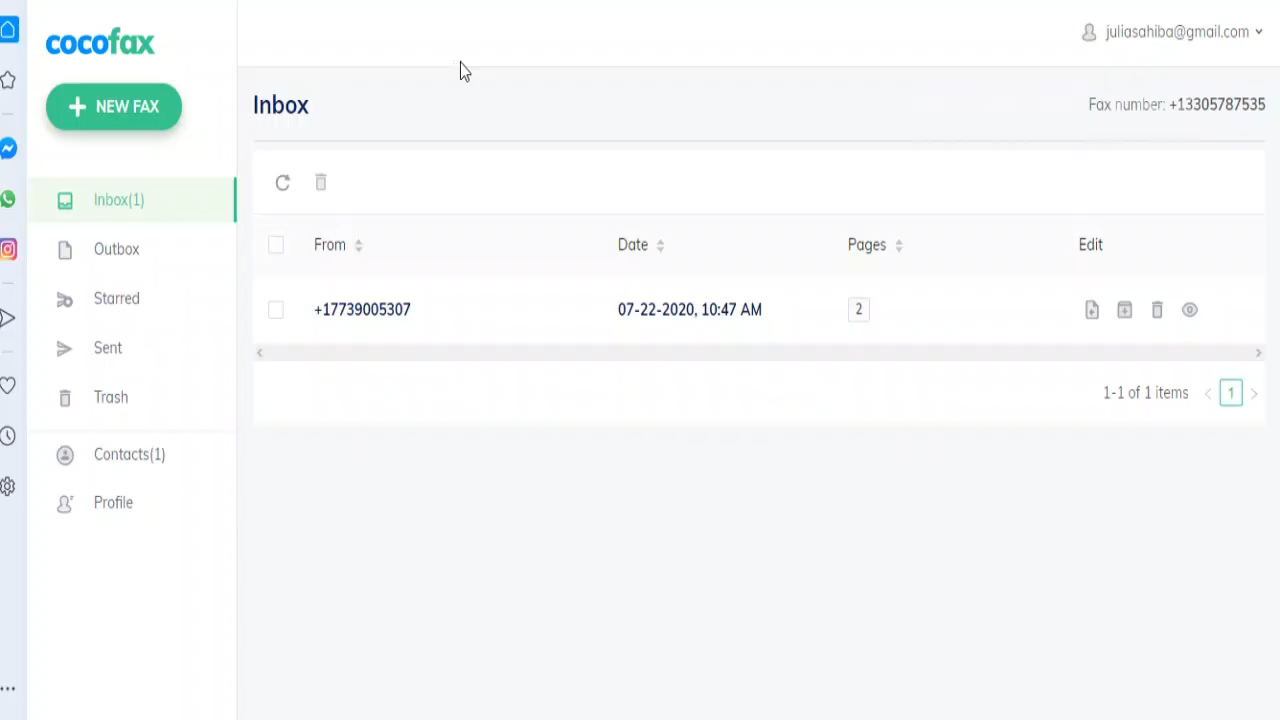 cocofax
juliasahiba@gmail.com
NEW FAX
Inbox
Fax number: +13305787535
Inbox(1)
Outbox
Starred
Sent
Trash
Contacts(1)
Profile
From
Date
Pages
Edit
+17739005307
07-22-2020, 10:47 AM
2
1-1 of 1 items
1